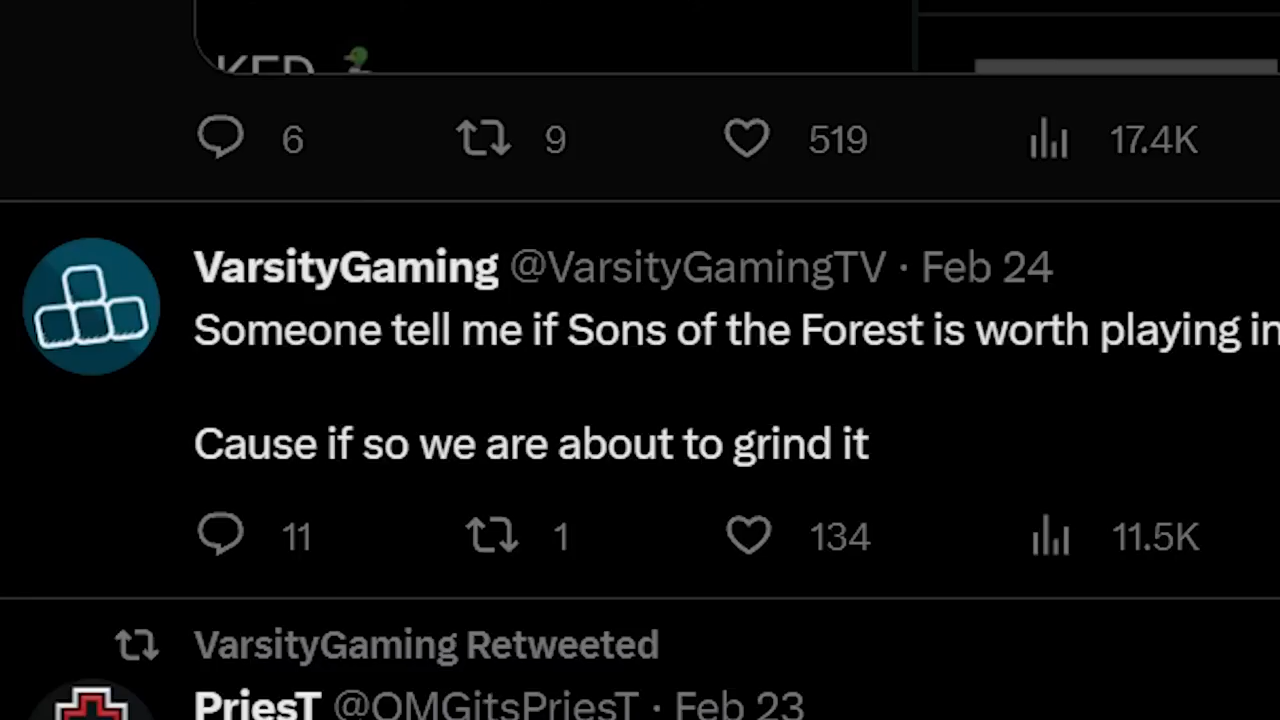 KED
6 9 519 17.4K
VarsityGaming @VarsityGamingTV · Feb 24
Someone tell me if Sons of the Forest is worth playing in
Cause if so we are about to grind it
11 1 134 11.5K
VarsityGaming Retweeted
PriesT @OMGitsPriesT · Feb 23